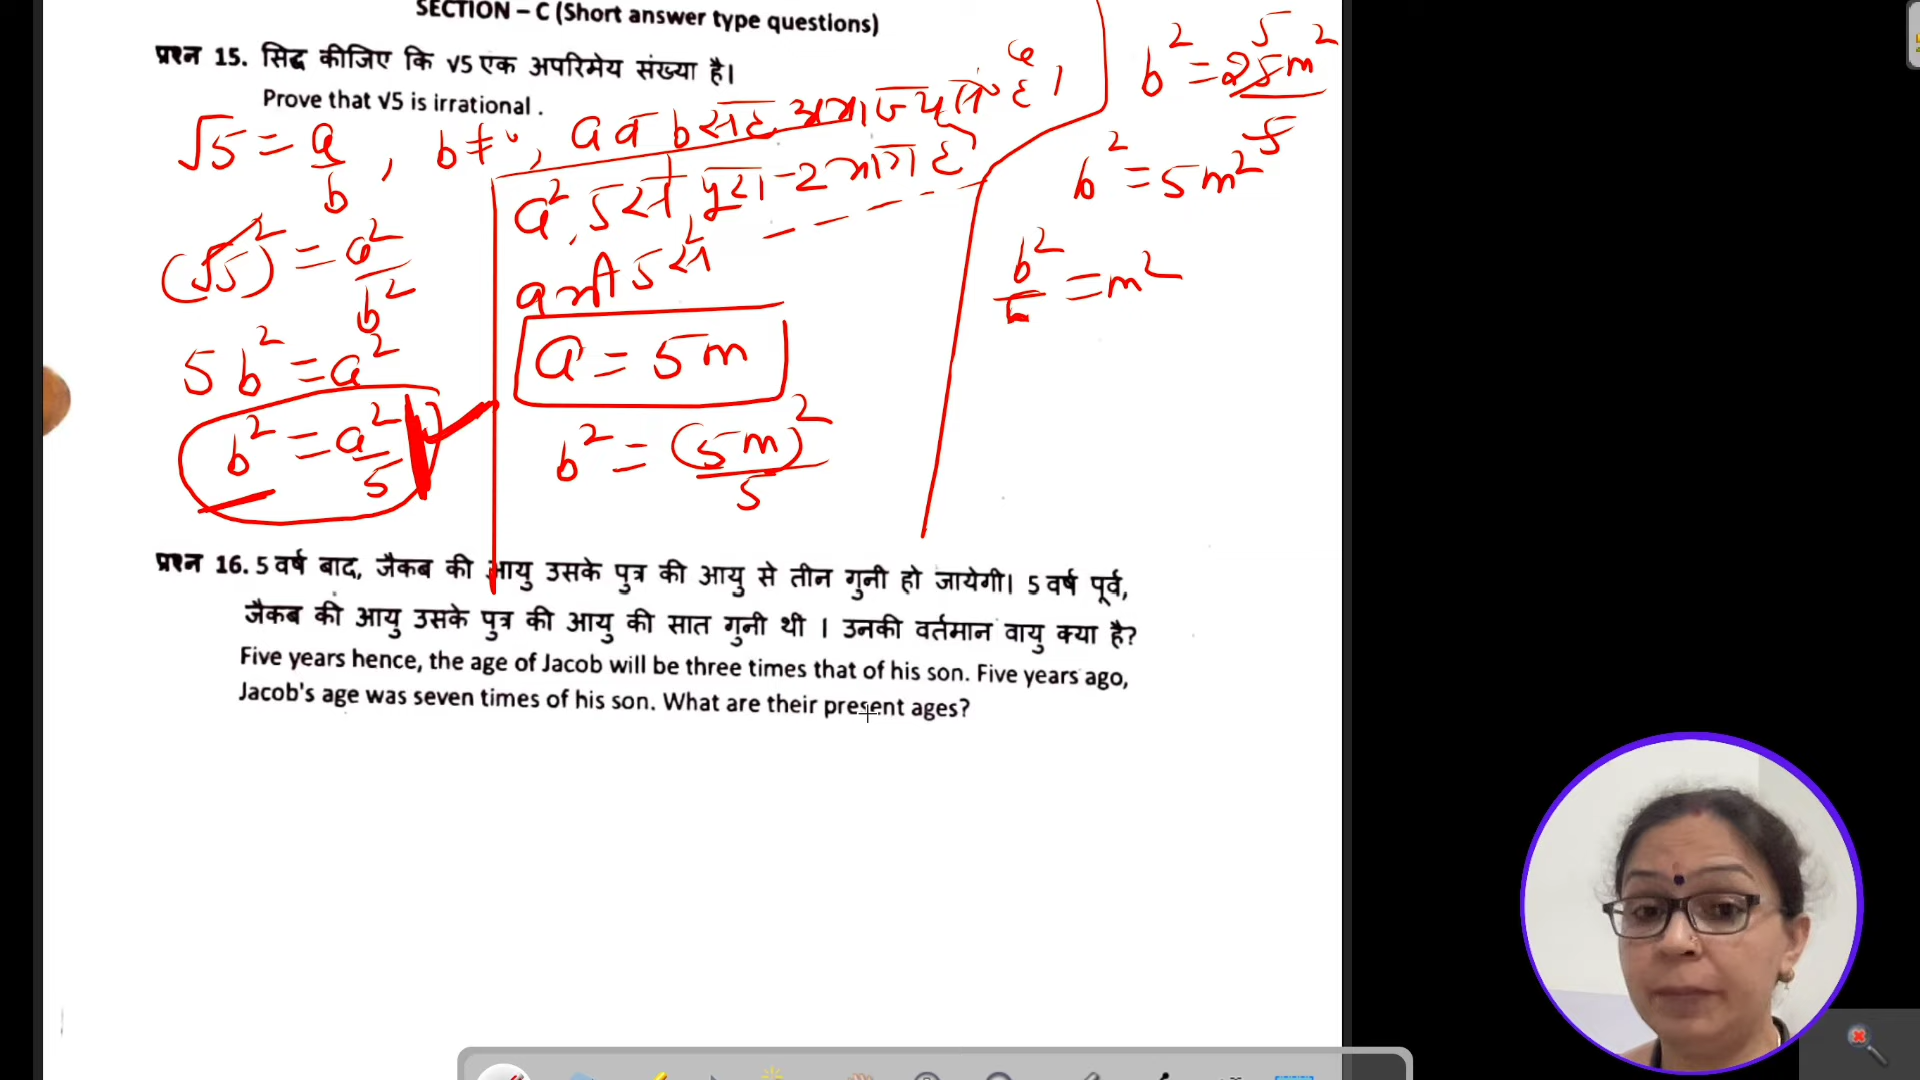 SECTION – C (Short answer type questions)
प्रश्न 15. सिद्ध कीजिए कि √5 एक अपरिमेय संख्या है।
Prove that √5 is irrational .
√5 = a/b , b ≠ 0, a व b सह अभाज्य सं० है।
(√5)² = a²/b²
5b² = a²
b² = a²/5
a², 5 से पूरा-2 भाग है
a भी 5 से
a = 5m
b² = (5m)²/5
b² = 25m²/5
b² = 5m²
b²/5 = m²
प्रश्न 16. 5 वर्ष बाद, जैकब की आयु उसके पुत्र की आयु से तीन गुनी हो जायेगी। 5 वर्ष पूर्व,
जैकब की आयु उसके पुत्र की आयु की सात गुनी थी । उनकी वर्तमान वायु क्या है?
Five years hence, the age of Jacob will be three times that of his son. Five years ago,
Jacob's age was seven times of his son. What are their present ages?